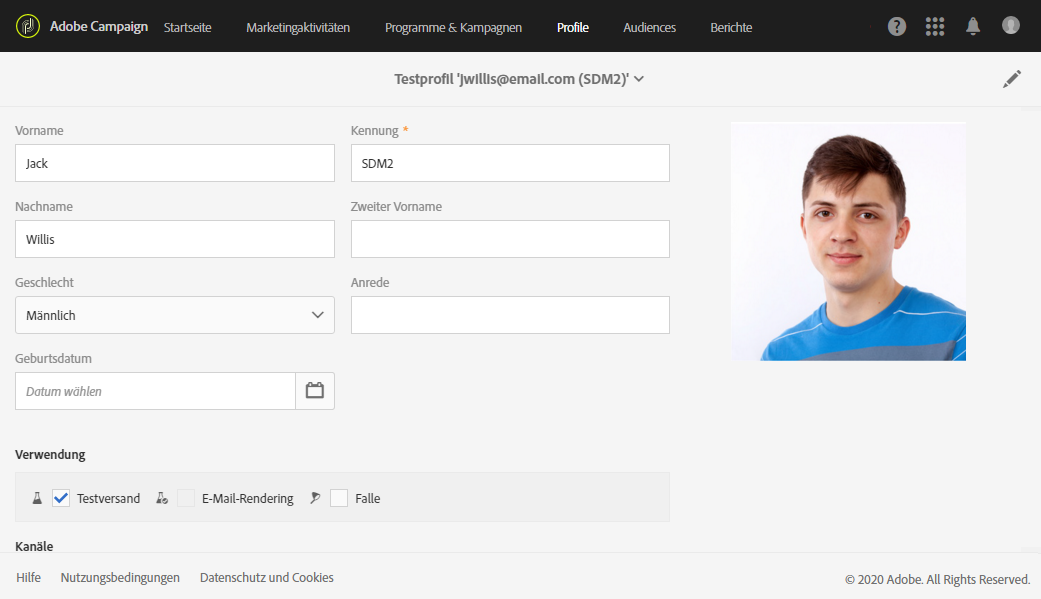 Adobe Campaign Startseite Marketingaktivitäten Programme & Kampagnen Profile Audiences Berichte
Testprofil 'jwillis@email.com (SDM2)'
Vorname
Kennung *
Jack
SDM2
Nachname
Zweiter Vorname
Willis
Geschlecht
Anrede
Männlich
Geburtsdatum
Datum wählen
Verwendung
Testversand E-Mail-Rendering Falle
Kanäle
Hilfe Nutzungsbedingungen Datenschutz und Cookies
© 2020 Adobe. All Rights Reserved.